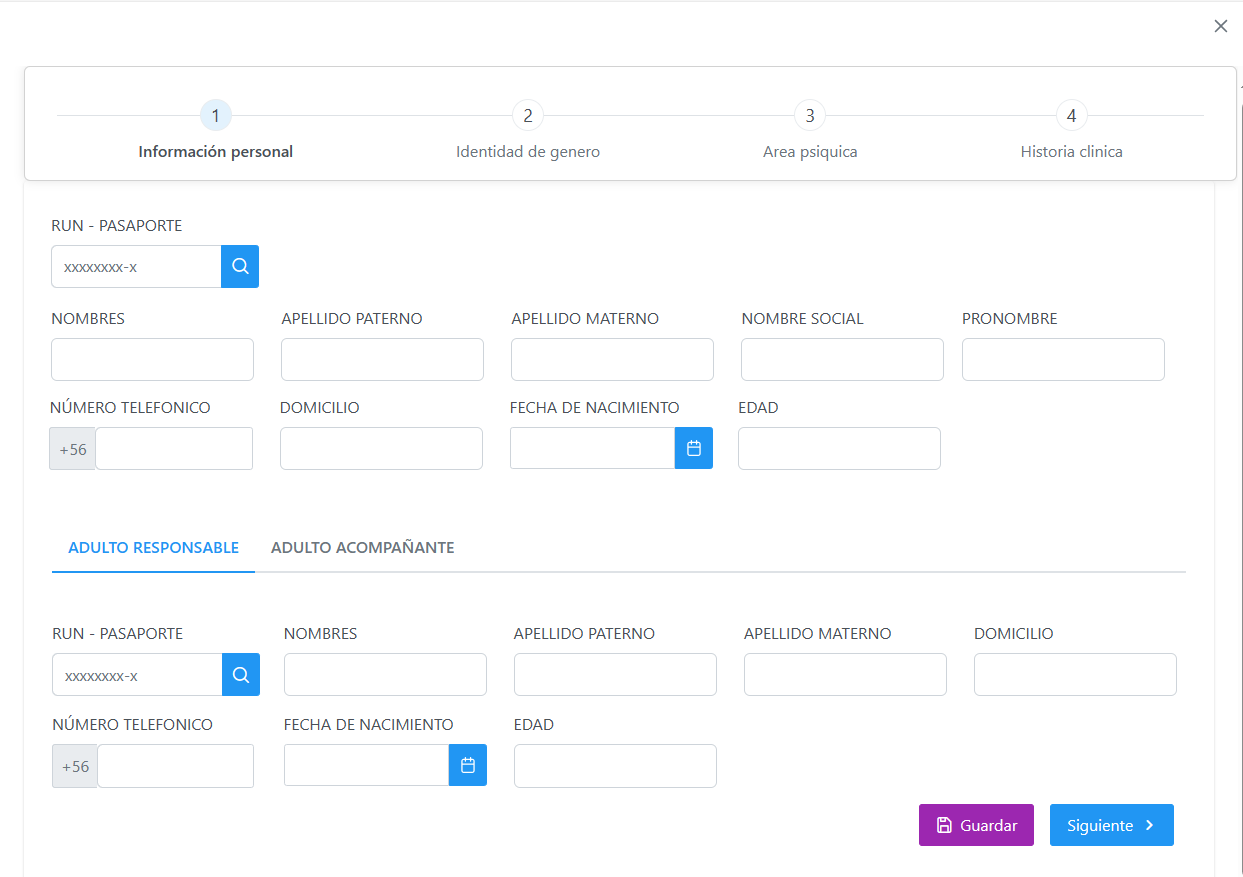 1 2 3 4
Información personal Identidad de genero Area psiquica Historia clinica
RUN - PASAPORTE
xxxxxxxx-x
NOMBRES APELLIDO PATERNO APELLIDO MATERNO NOMBRE SOCIAL PRONOMBRE
NÚMERO TELEFONICO DOMICILIO FECHA DE NACIMIENTO EDAD
+56
ADULTO RESPONSABLE ADULTO ACOMPAÑANTE
RUN - PASAPORTE NOMBRES APELLIDO PATERNO APELLIDO MATERNO DOMICILIO
xxxxxxxx-x
NÚMERO TELEFONICO FECHA DE NACIMIENTO EDAD
+56
Guardar Siguiente